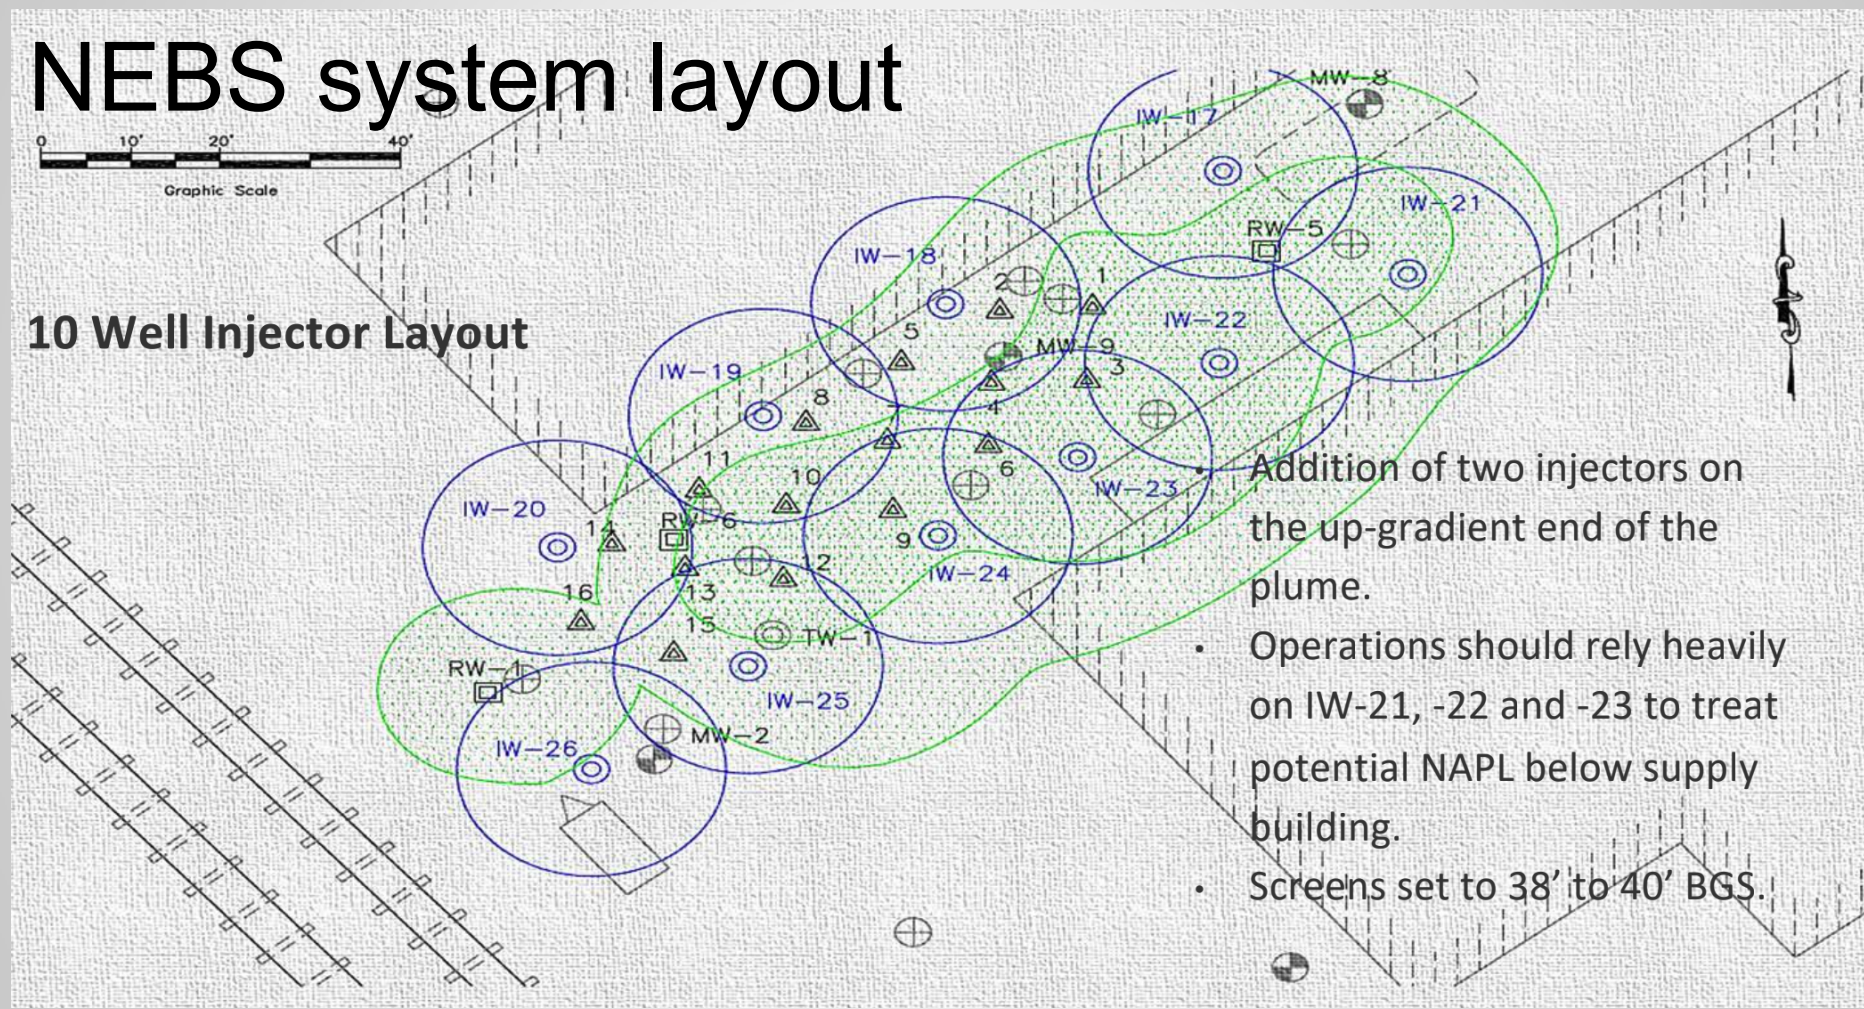 NEBS system layout
0 10' 20' 40'
Graphic Scale
10 Well Injector Layout
MW-8
IW-17
IW-21
RW-5
IW-18
2
1
IW-22
5
MW-9
3
IW-19
8
7
4
11
10
6
IW-23
IW-20
14
RW-6
9
12
IW-24
16
13
15
TW-1
RW-1
IW-25
IW-26
MW-2
• Addition of two injectors on
the up-gradient end of the
plume.
• Operations should rely heavily
on IW-21, -22 and -23 to treat
potential NAPL below supply
building.
• Screens set to 38’ to 40’ BGS.